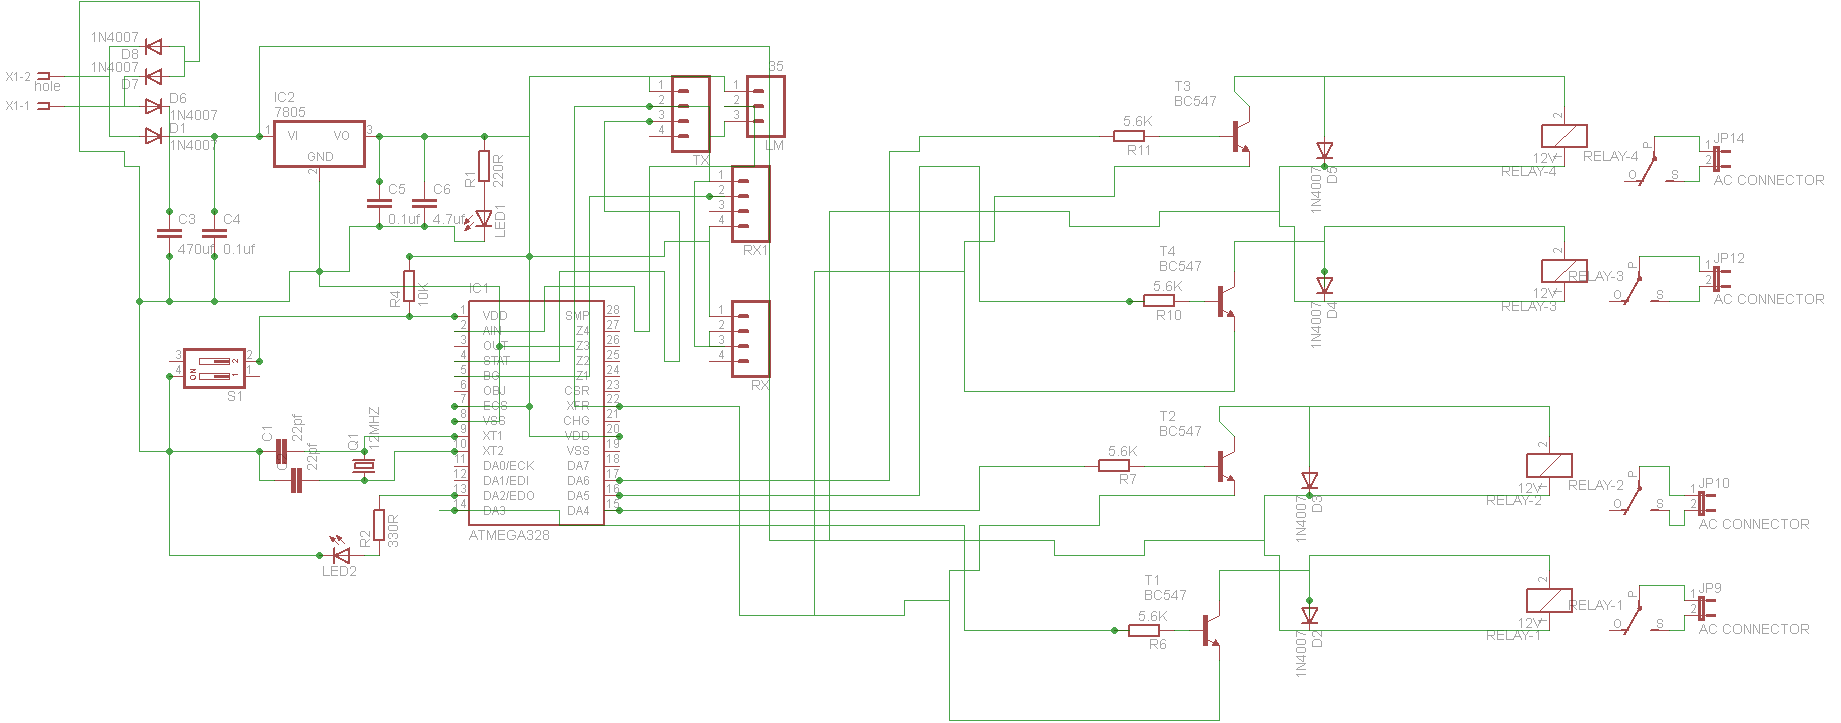 1N4007
D8
1N4007
D7
X1-2
hole
X1-1
D6
1N4007
D1
1N4007
IC2
7805
1
VI
VO
3
GND
2
C3
470uf
C4
0.1uf
C5
0.1uf
C6
4.7uf
R1
220R
LED1
R4
10K
1
2
3
4
TX
35
1
2
3
LM
1
2
3
4
RX1
1
2
3
4
RX
IC1
1
2
3
4
5
6
7
8
9
10
11
12
13
14
VDD
AIN
OUT
STAT
BG
OBJ
EOS
VSS
XT1
XT2
DA0/ECK
DA1/EDI
DA2/EDO
DA3
SMP
Z4
Z3
Z2
Z1
CSR
XFR
CHG
VDD
VSS
DA7
DA6
DA5
DA4
28
27
26
25
24
23
22
21
20
19
18
17
16
15
ATMEGA328
3
4
ON
2
1
2
1
S1
C1
22pf
22pf
Q1
12MHZ
R2
330R
LED2
T3
BC547
5.6K
R11
1N4007
D5
2
12V
1
RELAY-4
RELAY-4
P
O
S
JP14
1
2
AC CONNECTOR
T4
BC547
5.6K
R10
1N4007
D4
2
12V
1
RELAY-3
RELAY-3
P
O
S
JP12
1
2
AC CONNECTOR
T2
BC547
5.6K
R7
1N4007
D3
2
12V
1
RELAY-2
RELAY-2
P
O
S
JP10
1
2
AC CONNECTOR
T1
BC547
5.6K
R6
1N4007
D2
2
12V
1
RELAY-1
RELAY-1
P
O
S
JP9
1
2
AC CONNECTOR